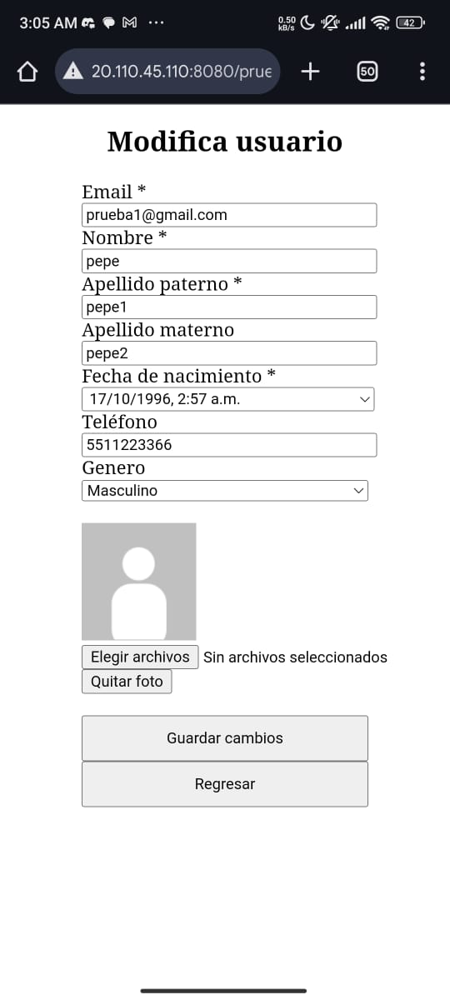 3:05 AM
0.50 kB/s
42
20.110.45.110:8080/prue
50
Modifica usuario
Email *
prueba1@gmail.com
Nombre *
pepe
Apellido paterno *
pepe1
Apellido materno
pepe2
Fecha de nacimiento *
17/10/1996, 2:57 a.m.
Teléfono
5511223366
Genero
Masculino
Elegir archivos Sin archivos seleccionados
Quitar foto
Guardar cambios
Regresar